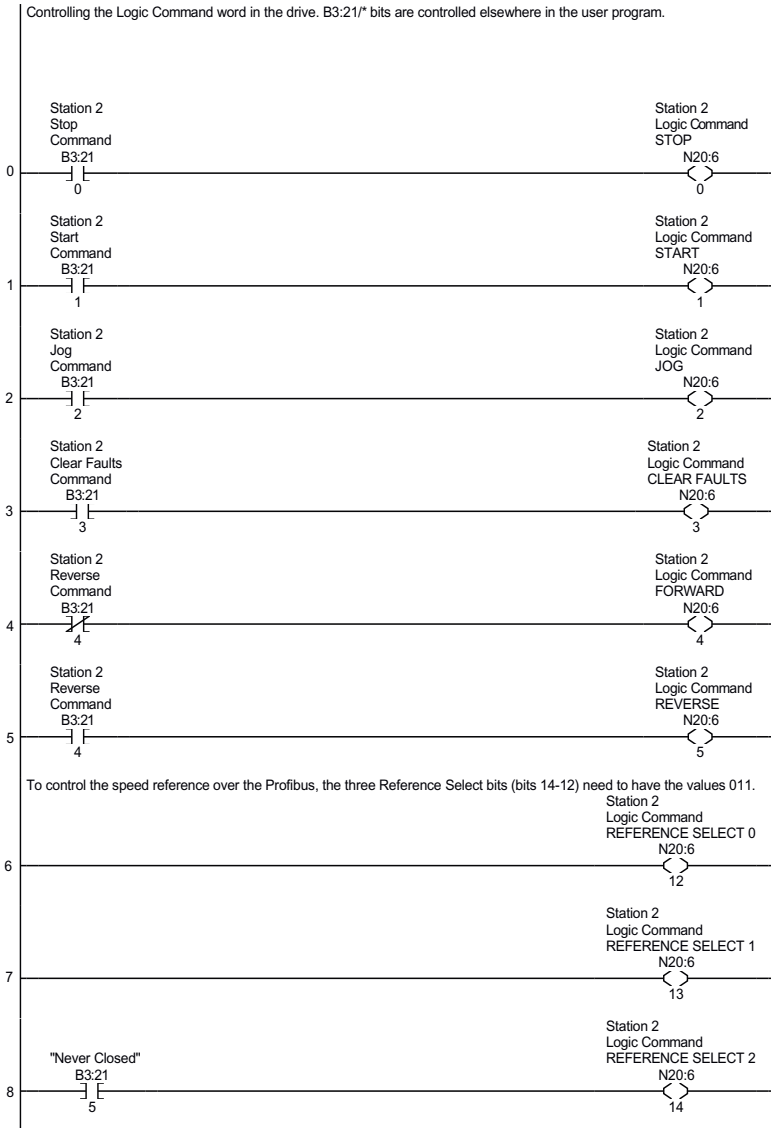 Controlling the Logic Command word in the drive. B3:21/* bits are controlled elsewhere in the user program.
Station 2
Stop
Command
B3:21
0
Station 2
Logic Command
STOP
N20:6
0
0
Station 2
Start
Command
B3:21
1
Station 2
Logic Command
START
N20:6
1
1
Station 2
Jog
Command
B3:21
2
Station 2
Logic Command
JOG
N20:6
2
2
Station 2
Clear Faults
Command
B3:21
3
Station 2
Logic Command
CLEAR FAULTS
N20:6
3
3
Station 2
Reverse
Command
B3:21
4
Station 2
Logic Command
FORWARD
N20:6
4
4
Station 2
Reverse
Command
B3:21
4
Station 2
Logic Command
REVERSE
N20:6
5
5
To control the speed reference over the Profibus, the three Reference Select bits (bits 14-12) need to have the values 011.
Station 2
Logic Command
REFERENCE SELECT 0
N20:6
6
12
Station 2
Logic Command
REFERENCE SELECT 1
N20:6
7
13
"Never Closed"
B3:21
5
Station 2
Logic Command
REFERENCE SELECT 2
N20:6
8
14